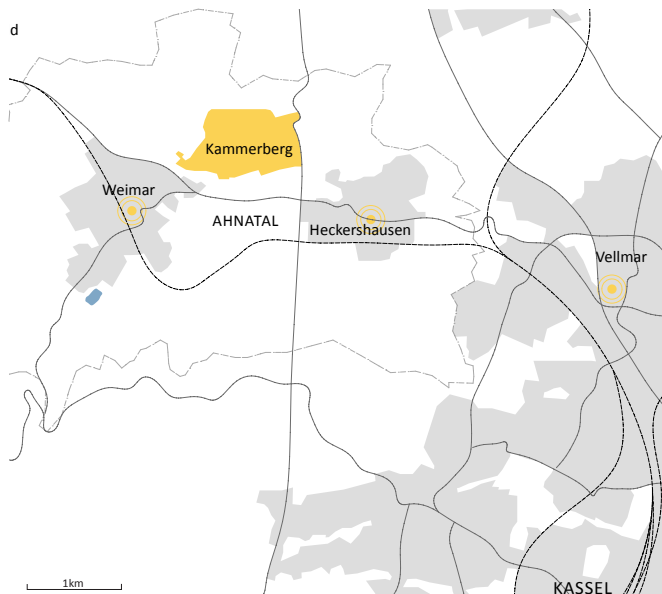 d
Kammerberg
Weimar
AHNATAL
Heckershausen
Vellmar
1km
KASSEL